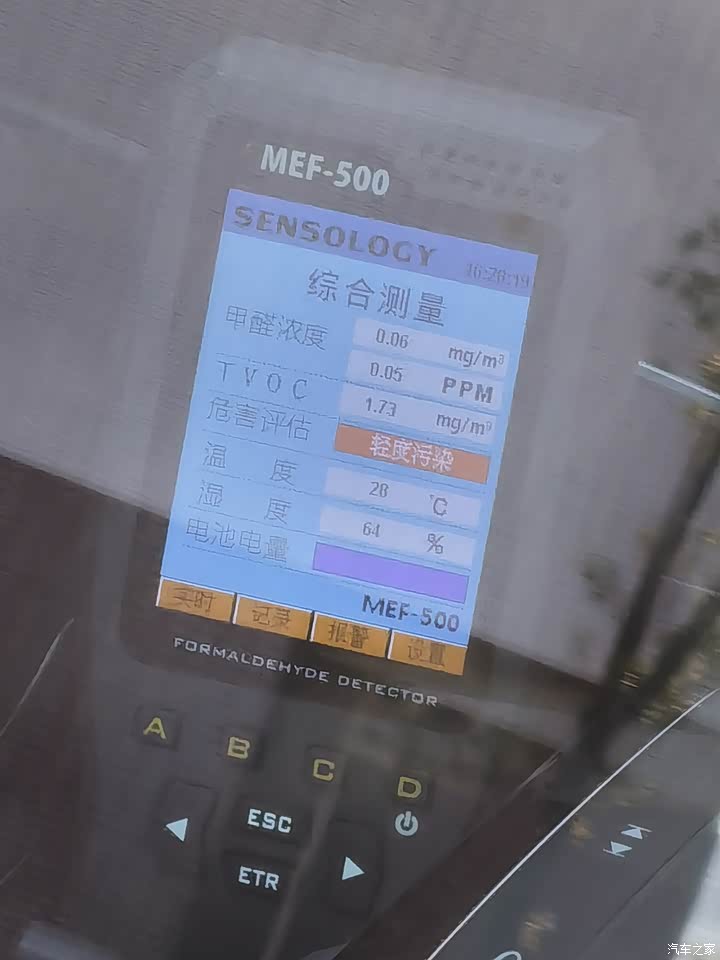 MEF-500
SENSOLOGY 16:28:19
综合测量
甲醛浓度 0.06 mg/m³
0.05 PPM
TVOC 1.73 mg/m³
危害评估 轻度污染
温度 28 ℃
湿度 64 %
电池电量
MEF-500
实时 记录 报警 设置
FORMALDEHYDE DETECTOR
A B C D
ESC
ETR
汽车之家